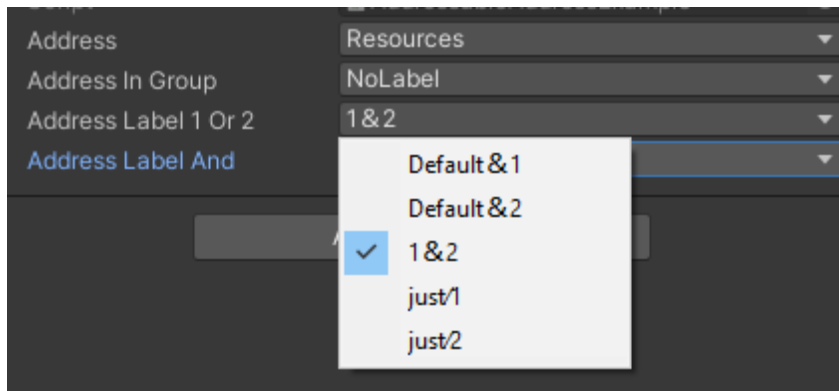 Address
Resources
Address In Group
NoLabel
Address Label 1 Or 2
1&2
Address Label And
Default&1
Default&2
1&2
just⁄1
just⁄2